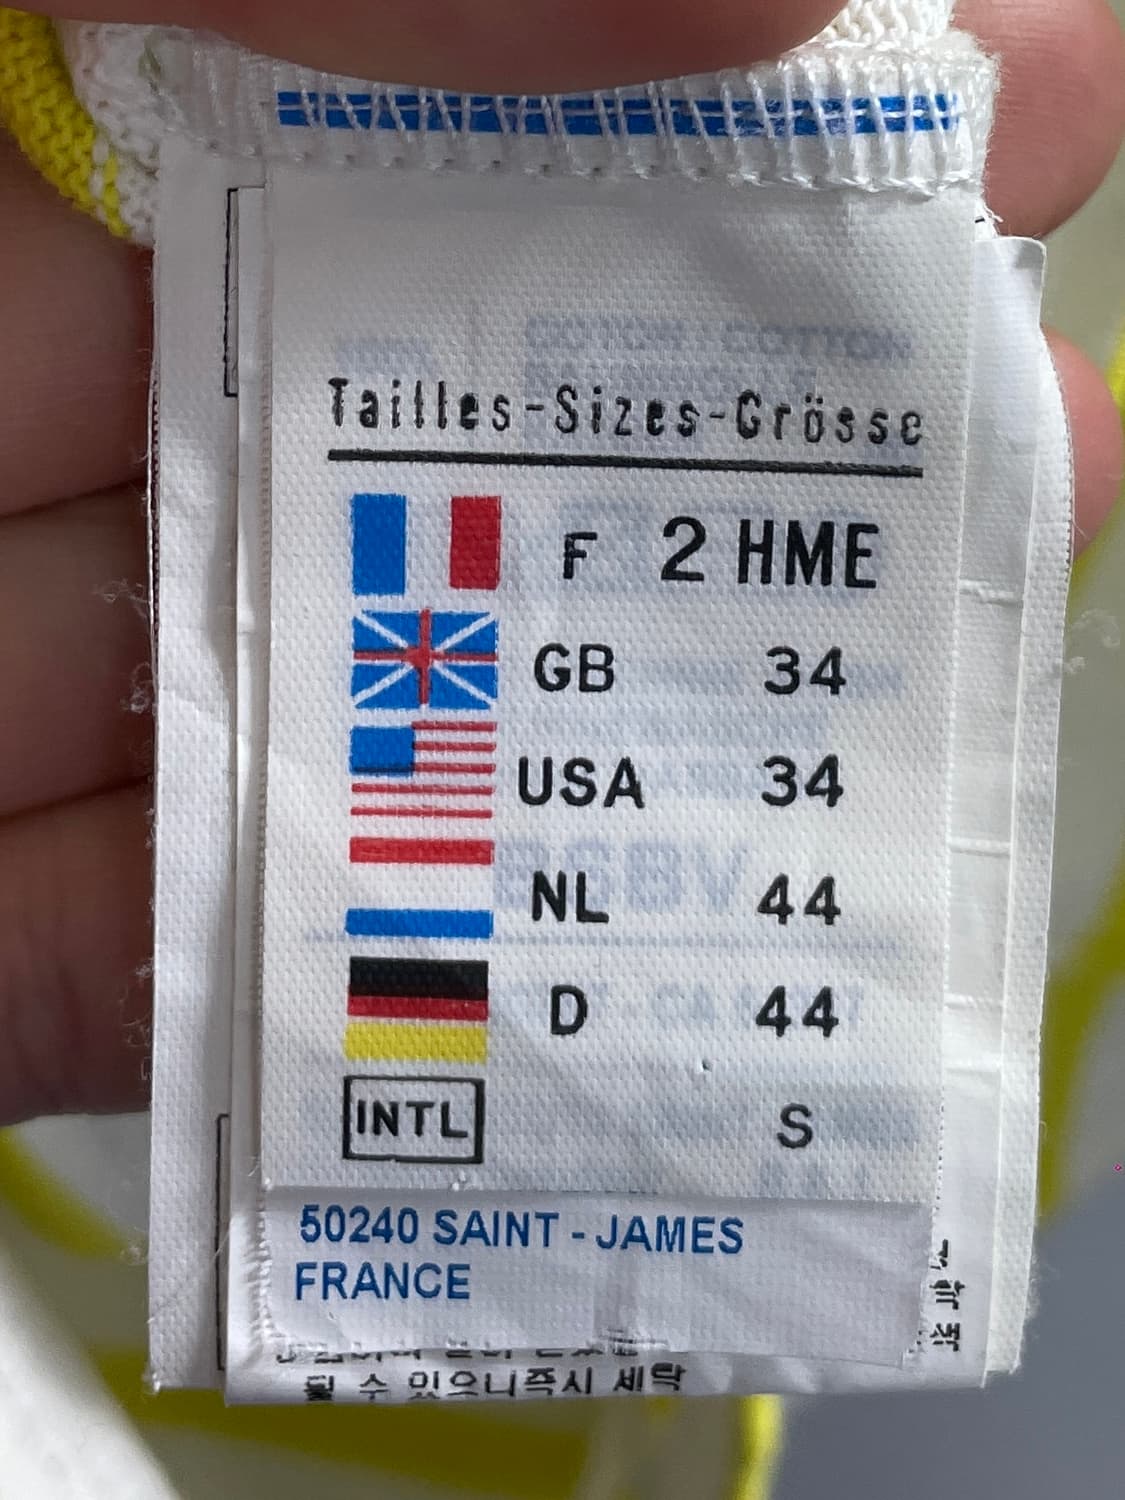 Tailles-Sizes-Grösse
F 2 HME
GB 34
USA 34
NL 44
D 44
INTL S
50240 SAINT - JAMES
FRANCE
될 수 있으니즉시 세탁